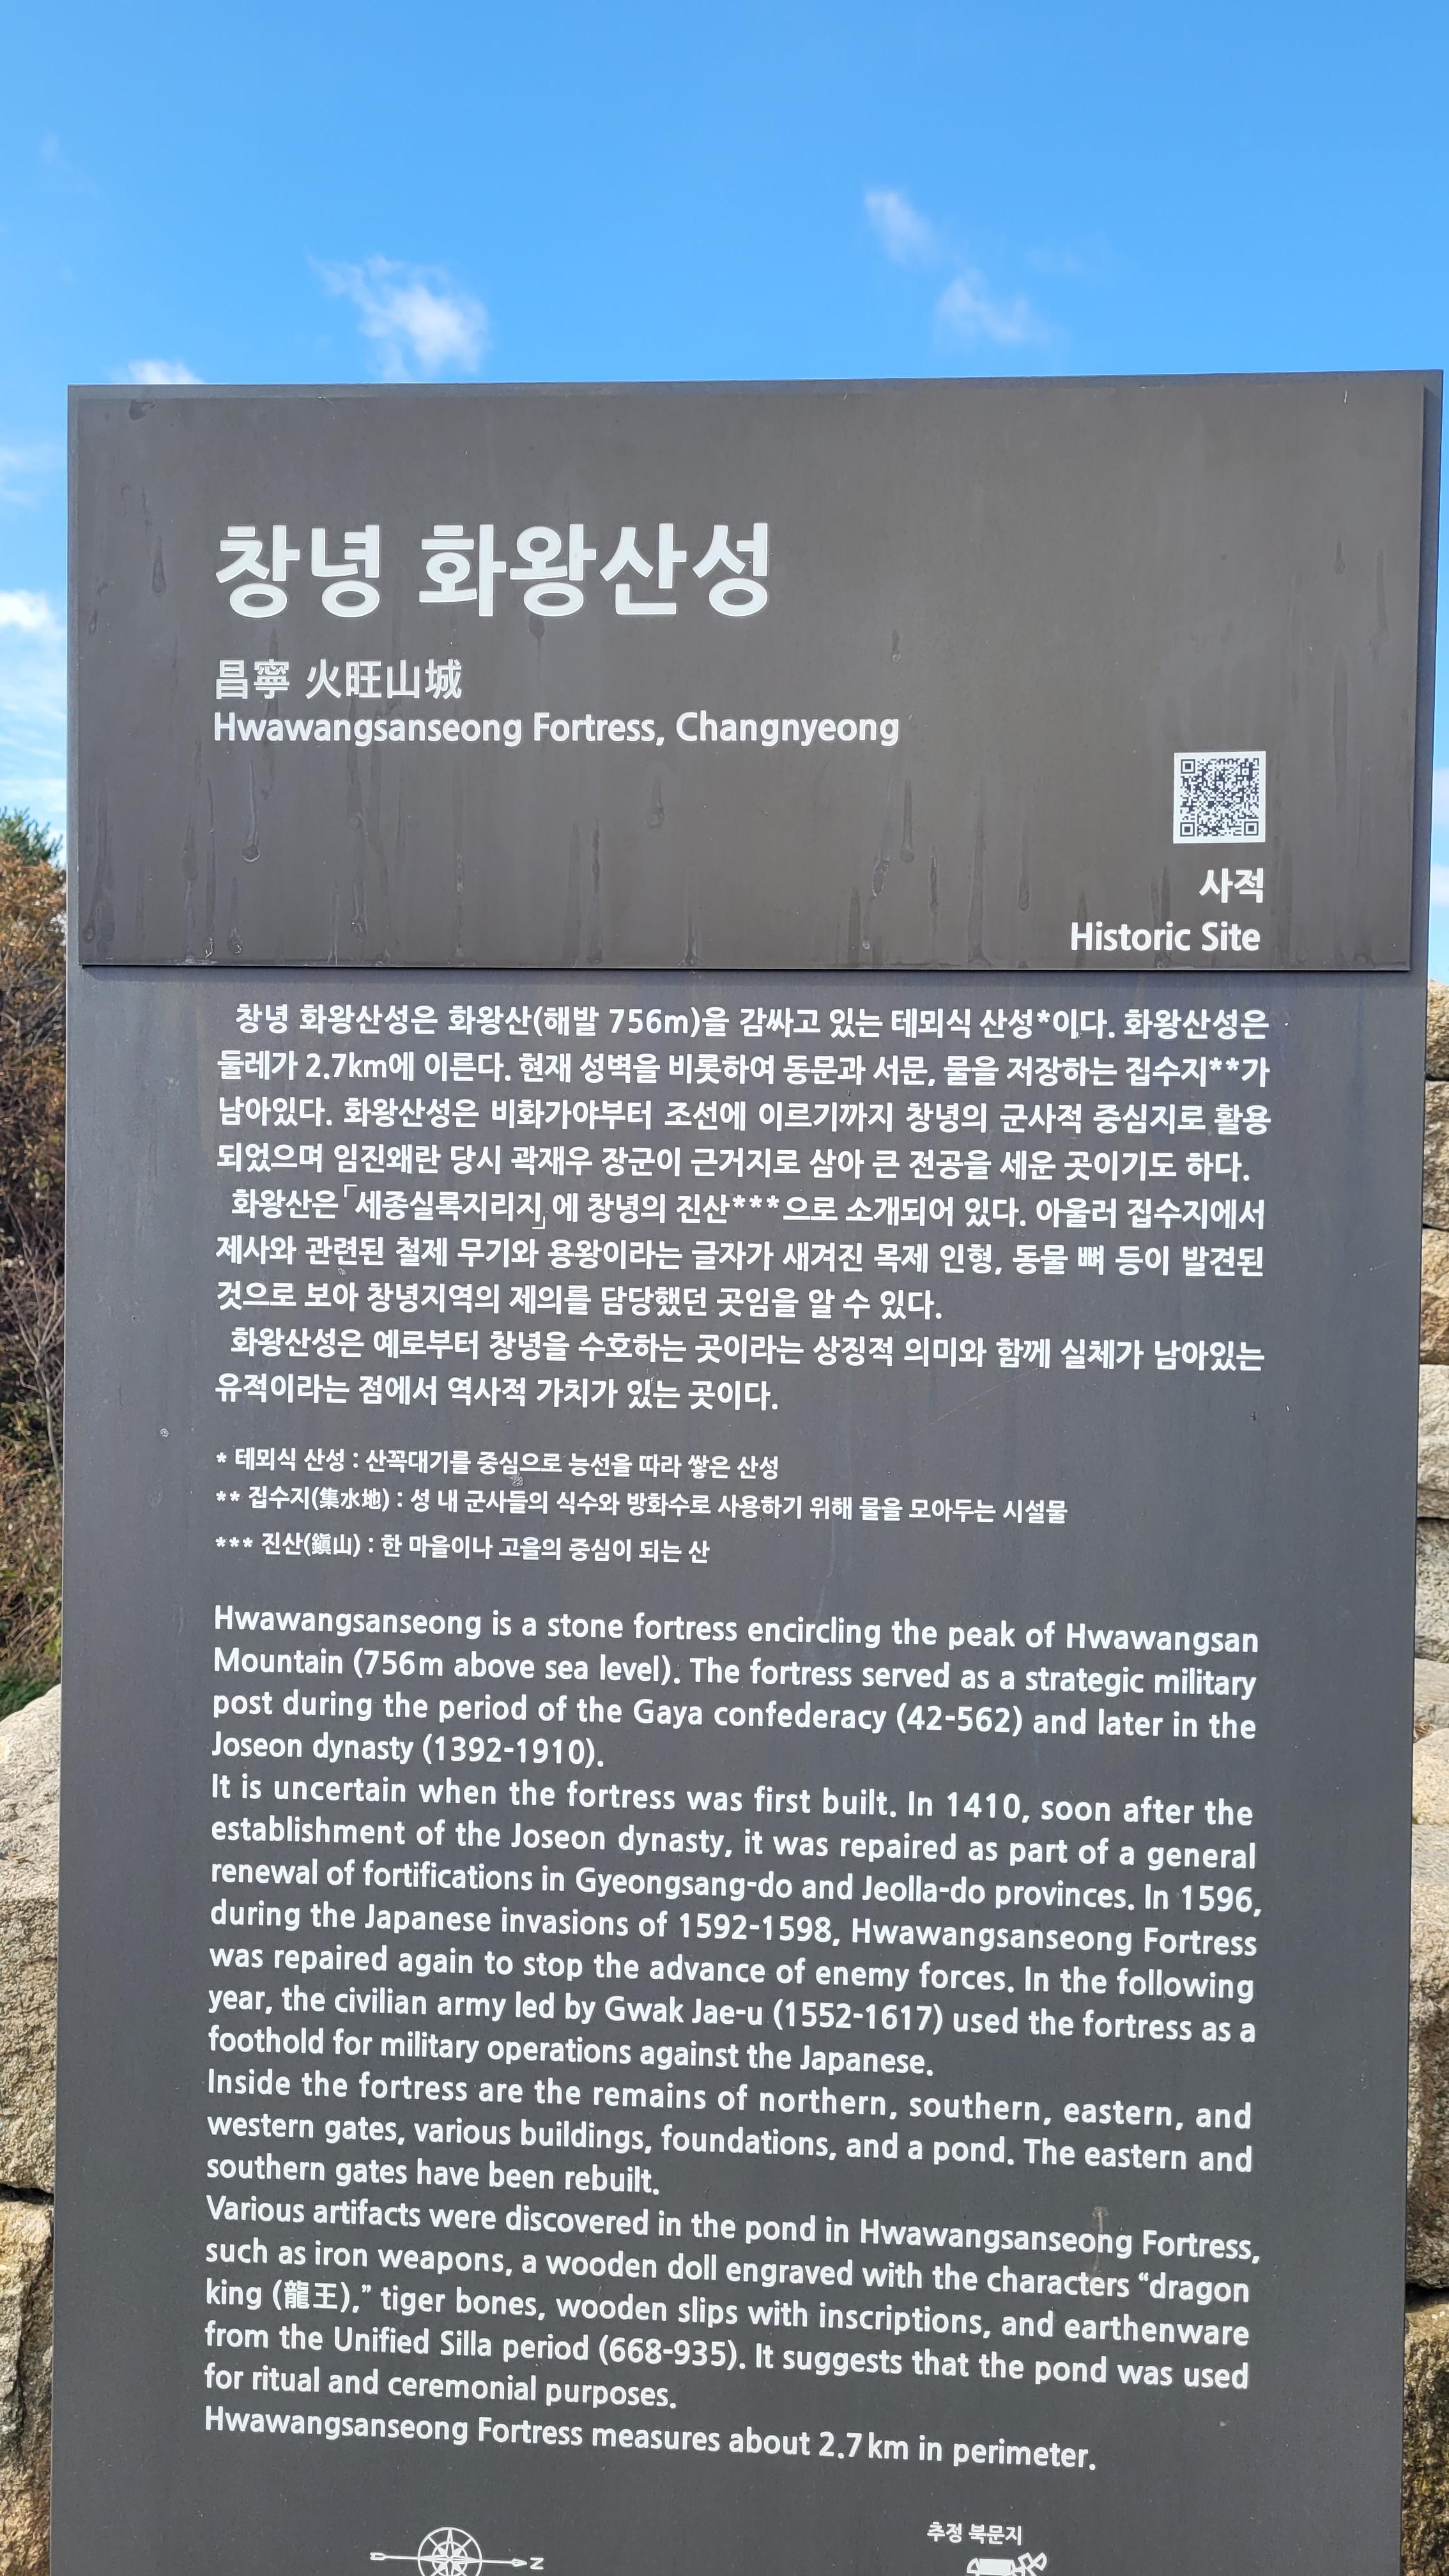 창녕 화왕산성
昌寧 火旺山城
Hwawangsanseong Fortress, Changnyeong
사적
Historic Site
창녕 화왕산성은 화왕산(해발 756m)을 감싸고 있는 테뫼식 산성*이다. 화왕산성은
둘레가 2.7km에 이른다. 현재 성벽을 비롯하여 동문과 서문, 물을 저장하는 집수지**가
남아있다. 화왕산성은 비화가야부터 조선에 이르기까지 창녕의 군사적 중심지로 활용
되었으며 임진왜란 당시 곽재우 장군이 근거지로 삼아 큰 전공을 세운 곳이기도 하다.
화왕산은「세종실록지리지」에 창녕의 진산***으로 소개되어 있다. 아울러 집수지에서
제사와 관련된 철제 무기와 용왕이라는 글자가 새겨진 목제 인형, 동물 뼈 등이 발견된
것으로 보아 창녕지역의 제의를 담당했던 곳임을 알 수 있다.
화왕산성은 예로부터 창녕을 수호하는 곳이라는 상징적 의미와 함께 실체가 남아있는
유적이라는 점에서 역사적 가치가 있는 곳이다.
* 테뫼식 산성 : 산꼭대기를 중심으로 능선을 따라 쌓은 산성
** 집수지(集水地) : 성 내 군사들의 식수와 방화수로 사용하기 위해 물을 모아두는 시설물
*** 진산(鎭山) : 한 마을이나 고을의 중심이 되는 산
Hwawangsanseong is a stone fortress encircling the peak of Hwawangsan
Mountain (756m above sea level). The fortress served as a strategic military
post during the period of the Gaya confederacy (42-562) and later in the
Joseon dynasty (1392-1910).
It is uncertain when the fortress was first built. In 1410, soon after the
establishment of the Joseon dynasty, it was repaired as part of a general
renewal of fortifications in Gyeongsang-do and Jeolla-do provinces. In 1596,
during the Japanese invasions of 1592-1598, Hwawangsanseong Fortress
was repaired again to stop the advance of enemy forces. In the following
year, the civilian army led by Gwak Jae-u (1552-1617) used the fortress as a
foothold for military operations against the Japanese.
Inside the fortress are the remains of northern, southern, eastern, and
western gates, various buildings, foundations, and a pond. The eastern and
southern gates have been rebuilt.
Various artifacts were discovered in the pond in Hwawangsanseong Fortress,
such as iron weapons, a wooden doll engraved with the characters “dragon
king (龍王),” tiger bones, wooden slips with inscriptions, and earthenware
from the Unified Silla period (668-935). It suggests that the pond was used
for ritual and ceremonial purposes.
Hwawangsanseong Fortress measures about 2.7km in perimeter.
추정 북문지
N